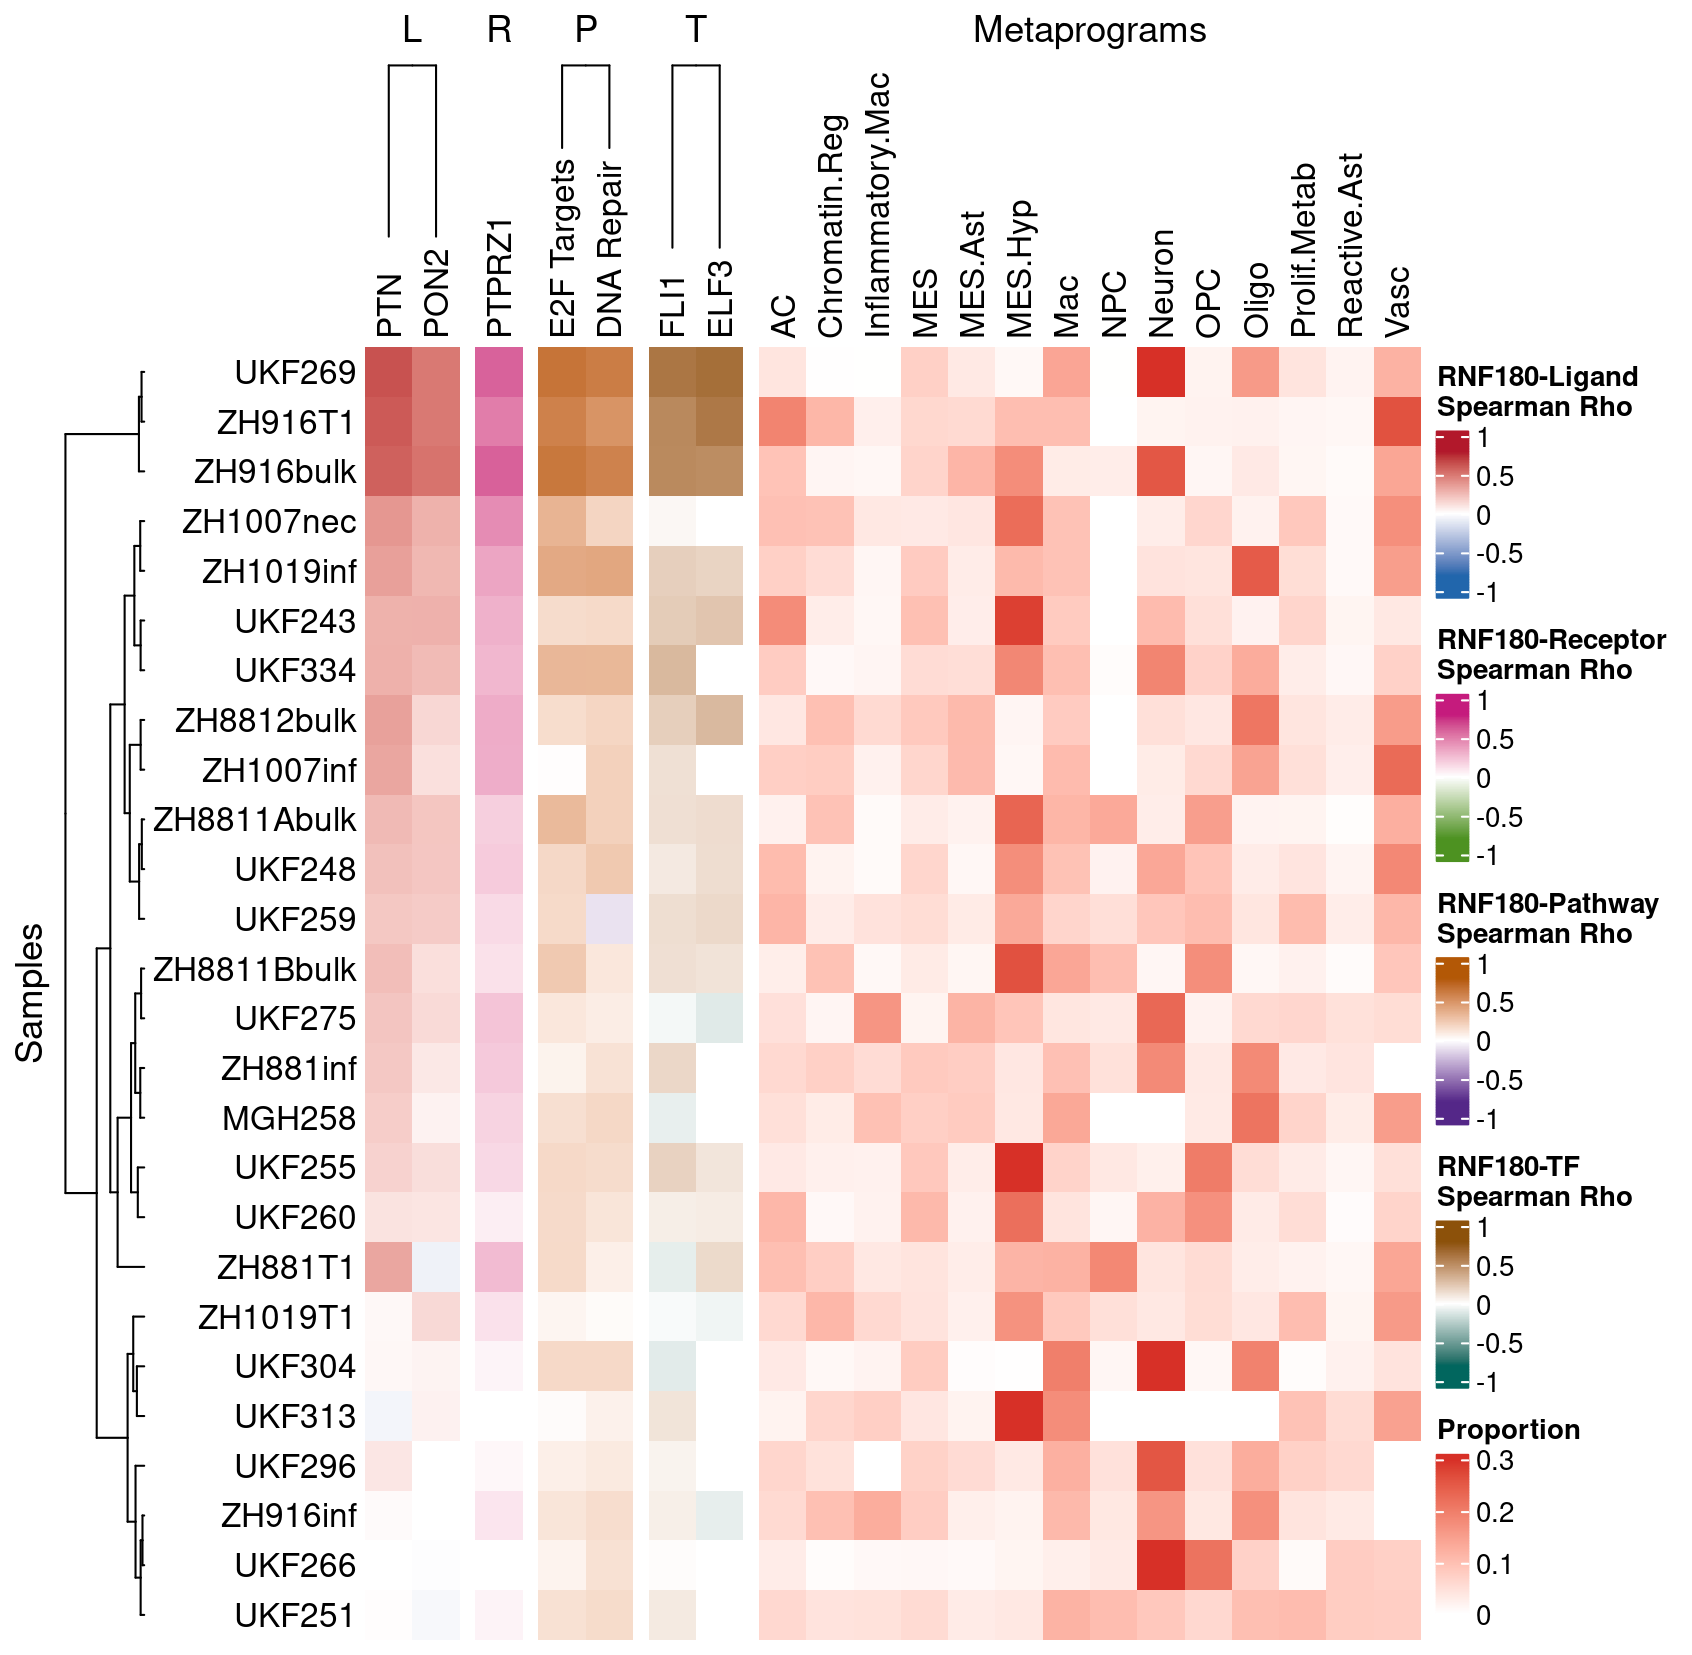 L
R
P
T
Metaprograms
PTN
PON2
PTPRZ1
E2F Targets
DNA Repair
FLI1
ELF3
AC
Chromatin.Reg
Inflammatory.Mac
MES
MES.Ast
MES.Hyp
Mac
NPC
Neuron
OPC
Oligo
Prolif.Metab
Reactive.Ast
Vasc
Samples
UKF269
ZH916T1
ZH916bulk
ZH1007nec
ZH1019inf
UKF243
UKF334
ZH8812bulk
ZH1007inf
ZH8811Abulk
UKF248
UKF259
ZH8811Bbulk
UKF275
ZH881inf
MGH258
UKF255
UKF260
ZH881T1
ZH1019T1
UKF304
UKF313
UKF296
ZH916inf
UKF266
UKF251
RNF180-Ligand
Spearman Rho
1
0.5
0
-0.5
-1
RNF180-Receptor
Spearman Rho
1
0.5
0
-0.5
-1
RNF180-Pathway
Spearman Rho
1
0.5
0
-0.5
-1
RNF180-TF
Spearman Rho
1
0.5
0
-0.5
-1
Proportion
0.3
0.2
0.1
0